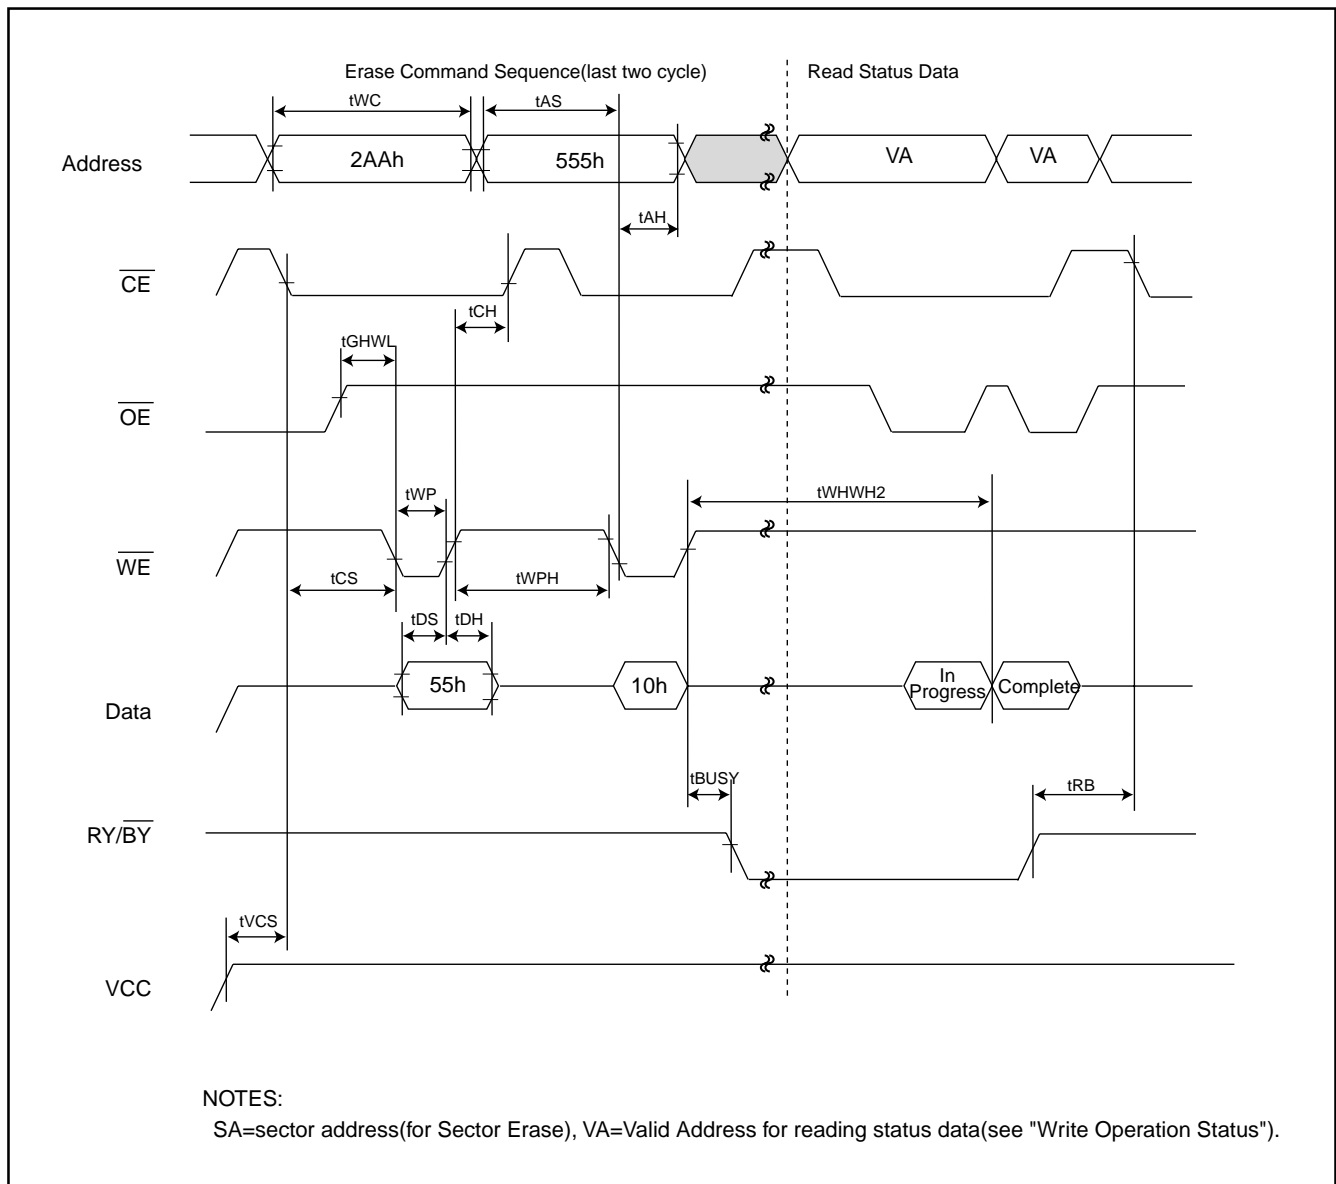 Erase Command Sequence(last two cycle) Read Status Data
tWC tAS
Address 2AAh 555h VA VA
tAH
CE
tCH
tGHWL
OE
tWP tWHWH2
WE
tCS tWPH
tDS tDH
Data 55h 10h In Progress Complete
tBUSY tRB
RY/BY
tVCS
VCC
NOTES:
SA=sector address(for Sector Erase), VA=Valid Address for reading status data(see "Write Operation Status").